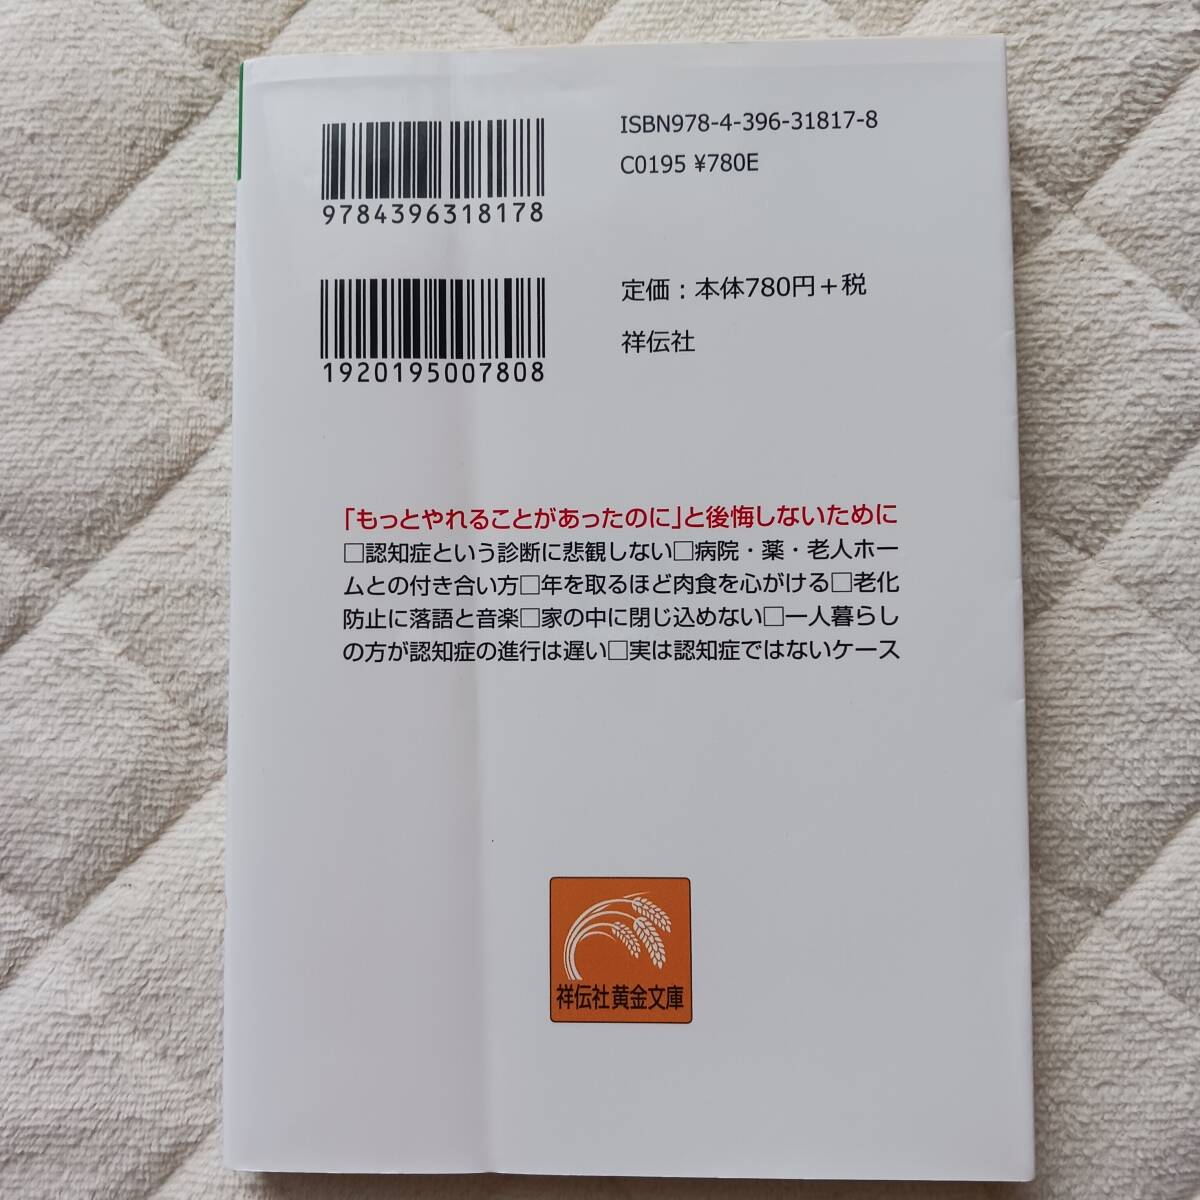 9784396318178
ISBN978-4-396-31817-8
C0195 ¥780E
1920195007808
定価：本体780円＋税
祥伝社
「もっとやれることがあったのに」と後悔しないために
□認知症という診断に悲観しない□病院・薬・老人ホー
ムとの付き合い方□年を取るほど肉食を心がける□老化
防止に落語と音楽□家の中に閉じ込めない□一人暮らし
の方が認知症の進行は遅い□実は認知症ではないケース
祥伝社黄金文庫